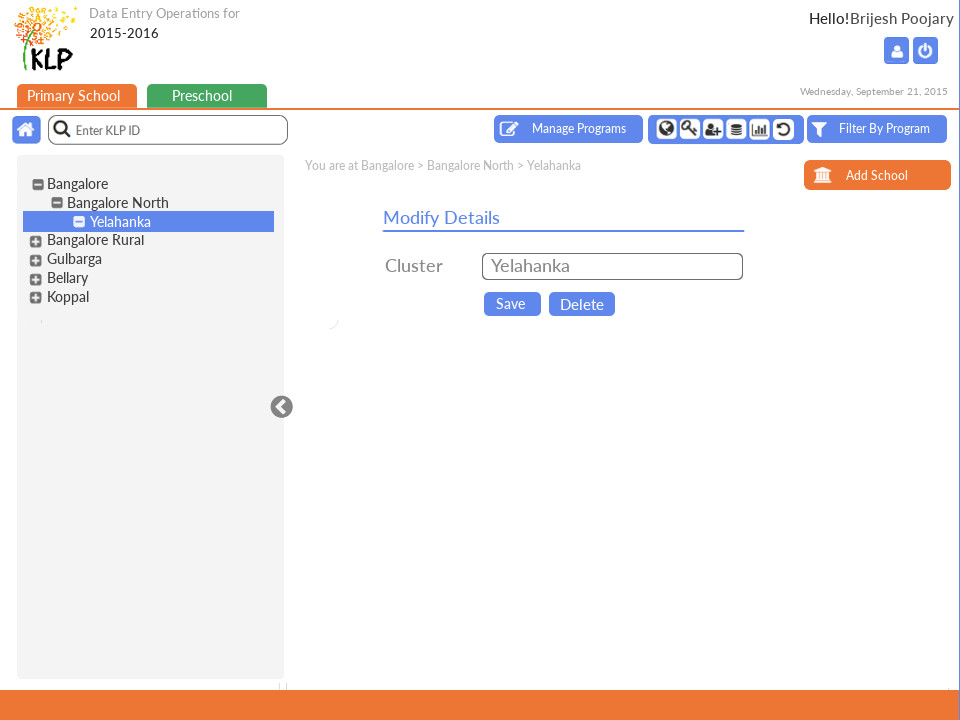 Data Entry Operations for
2015-2016
KLP
Hello!Brijesh Poojary
Primary School
Preschool
Wednesday, September 21, 2015
Enter KLP ID
Manage Programs
Filter By Program
You are at Bangalore > Bangalore North > Yelahanka
Add School
Bangalore
Bangalore North
Yelahanka
Bangalore Rural
Gulbarga
Bellary
Koppal
Modify Details
Cluster
Yelahanka
Save
Delete